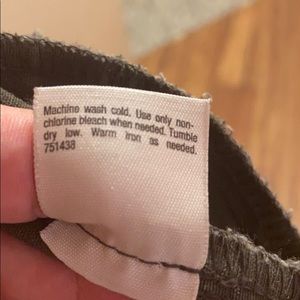 Machine wash cold. Use only non-
chlorine bleach when needed. Tumble
dry low. Warm iron as needed.
751438